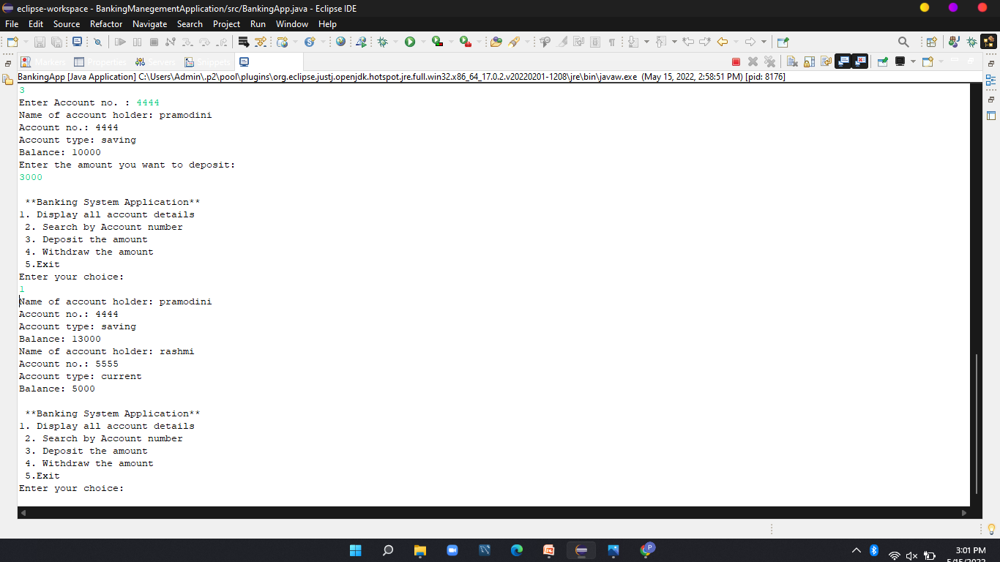 eclipse-workspace - BankingManegementApplication/src/BankingApp.java - Eclipse IDE
File Edit Source Refactor Navigate Search Project Run Window Help
Markers Properties Servers Snippets
BankingApp [Java Application] C:\Users\Admin\.p2\pool\plugins\org.eclipse.justj.openjdk.hotspot.jre.full.win32.x86_64_17.0.2.v20220201-1208\jre\bin\javaw.exe (May 15, 2022, 2:58:51 PM) [pid: 8176]
3
Enter Account no. : 4444
Name of account holder: pramodini
Account no.: 4444
Account type: saving
Balance: 10000
Enter the amount you want to deposit:
3000
**Banking System Application**
1. Display all account details
2. Search by Account number
3. Deposit the amount
4. Withdraw the amount
5.Exit
Enter your choice:
1
Name of account holder: pramodini
Account no.: 4444
Account type: saving
Balance: 13000
Name of account holder: rashmi
Account no.: 5555
Account type: current
Balance: 5000
**Banking System Application**
1. Display all account details
2. Search by Account number
3. Deposit the amount
4. Withdraw the amount
5.Exit
Enter your choice:
P
3:01 PM
5/15/2022